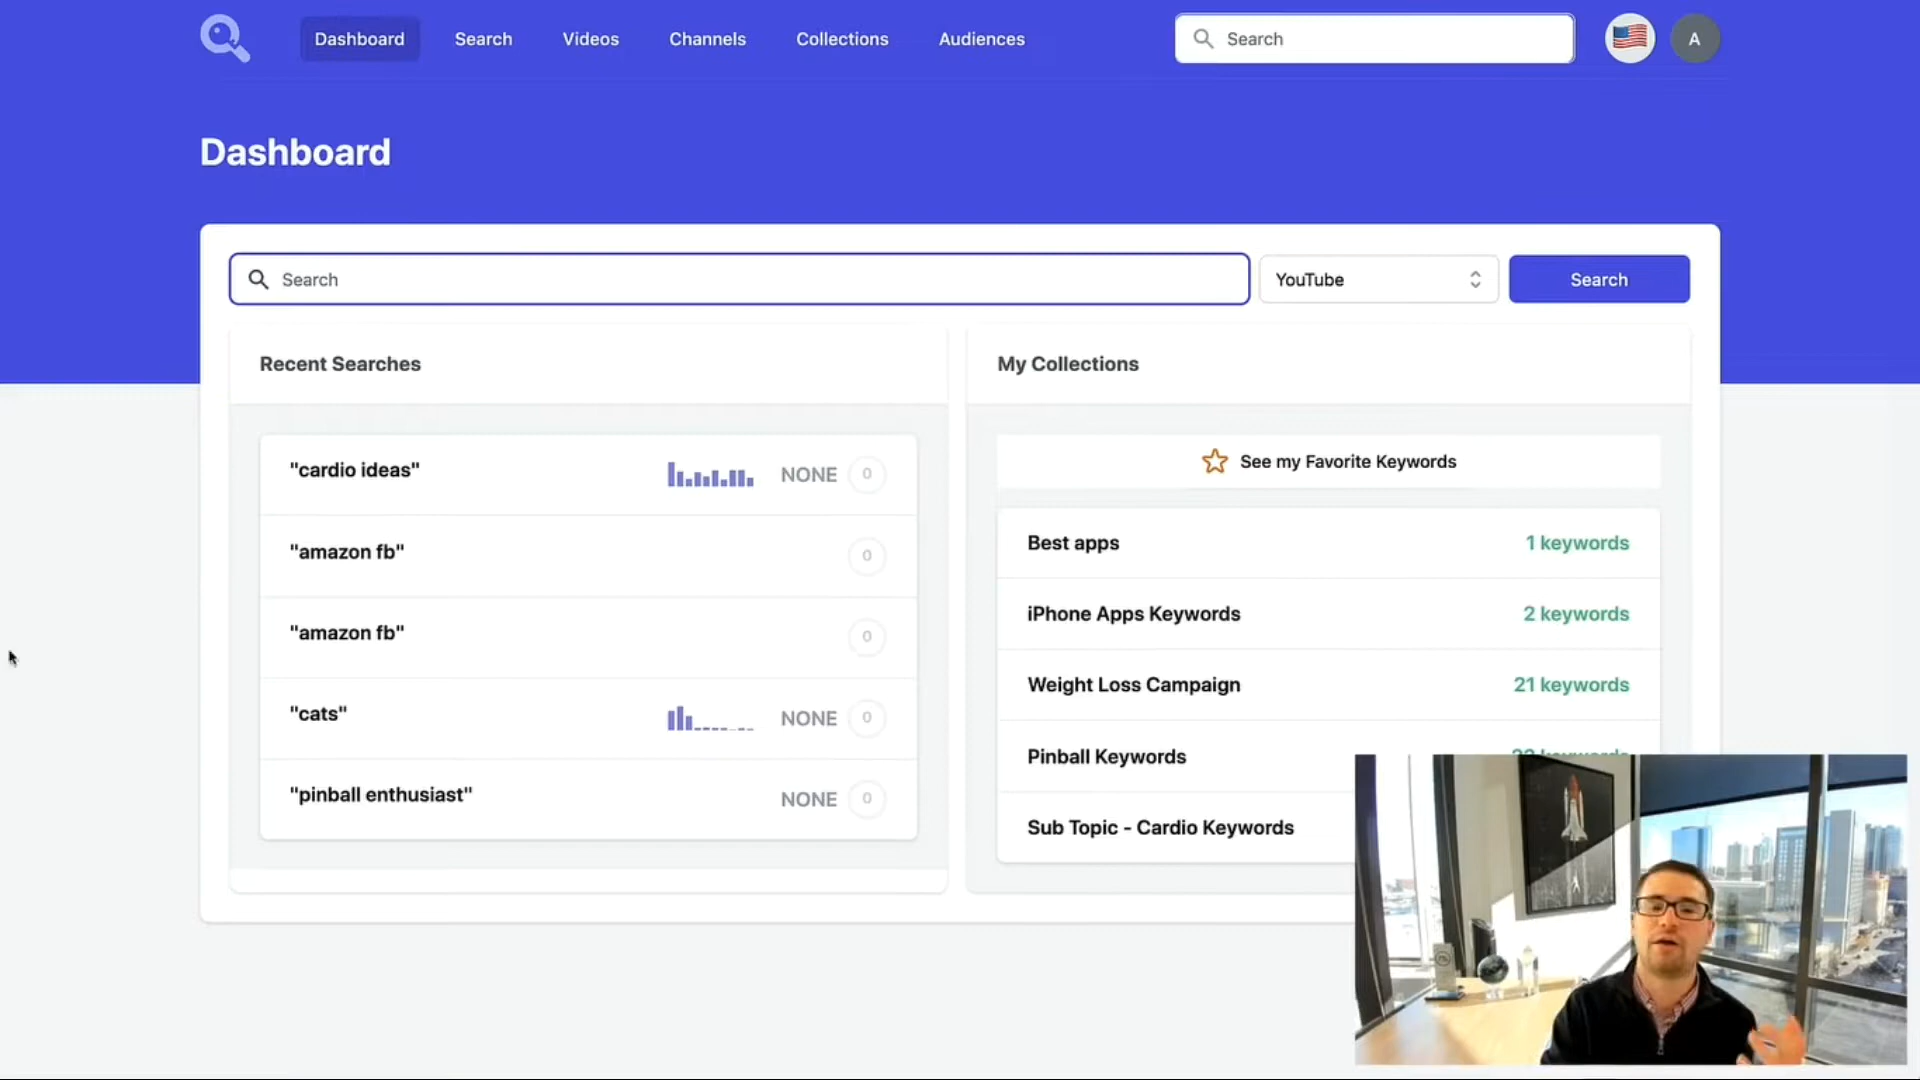 Dashboard
Search
Videos
Channels
Collections
Audiences
Search
A
Dashboard
Search
YouTube
Search
Recent Searches
"cardio ideas"
NONE
0
"amazon fb"
0
"amazon fb"
0
"cats"
NONE
0
"pinball enthusiast"
NONE
0
My Collections
See my Favorite Keywords
Best apps
1 keywords
iPhone Apps Keywords
2 keywords
Weight Loss Campaign
21 keywords
Pinball Keywords
keywords
Sub Topic - Cardio Keywords